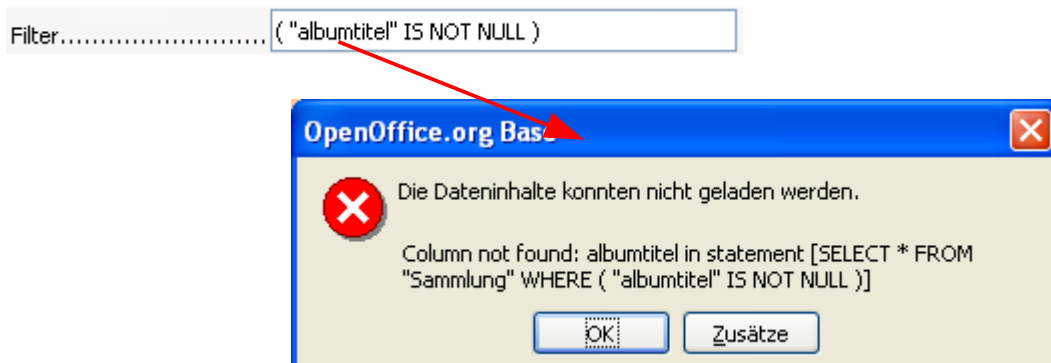 Filter.......................... ( "albumtitel" IS NOT NULL )
OpenOffice.org Base
Die Dateninhalte konnten nicht geladen werden.
Column not found: albumtitel in statement [SELECT * FROM
"Sammlung" WHERE ( "albumtitel" IS NOT NULL )]
OK Zusätze